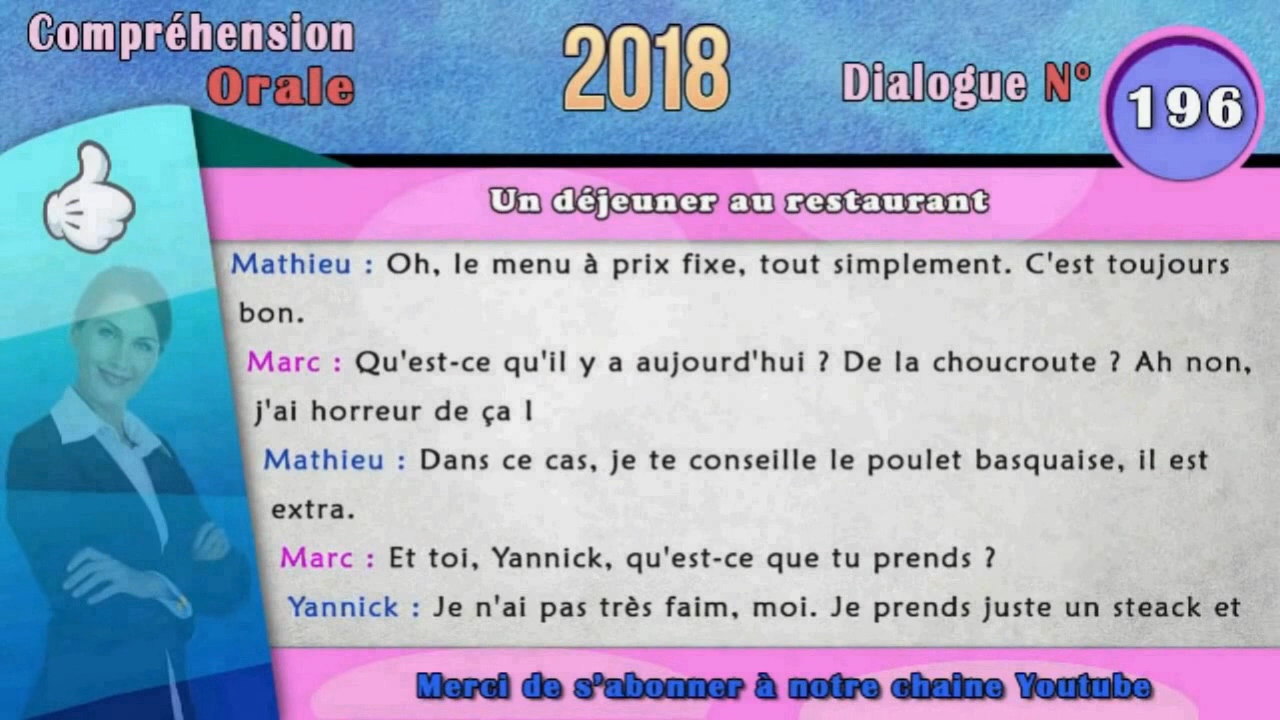 Compréhension
Orale
2018
Dialogue N°
196
Un déjeuner au restaurant
Mathieu : Oh, le menu à prix fixe, tout simplement. C'est toujours
bon.
Marc : Qu'est-ce qu'il y a aujourd'hui ? De la choucroute ? Ah non,
j'ai horreur de ça !
Mathieu : Dans ce cas, je te conseille le poulet basquaise, il est
extra.
Marc : Et toi, Yannick, qu'est-ce que tu prends ?
Yannick : Je n'ai pas très faim, moi. Je prends juste un steack et
Merci de s'abonner à notre chaine Youtube